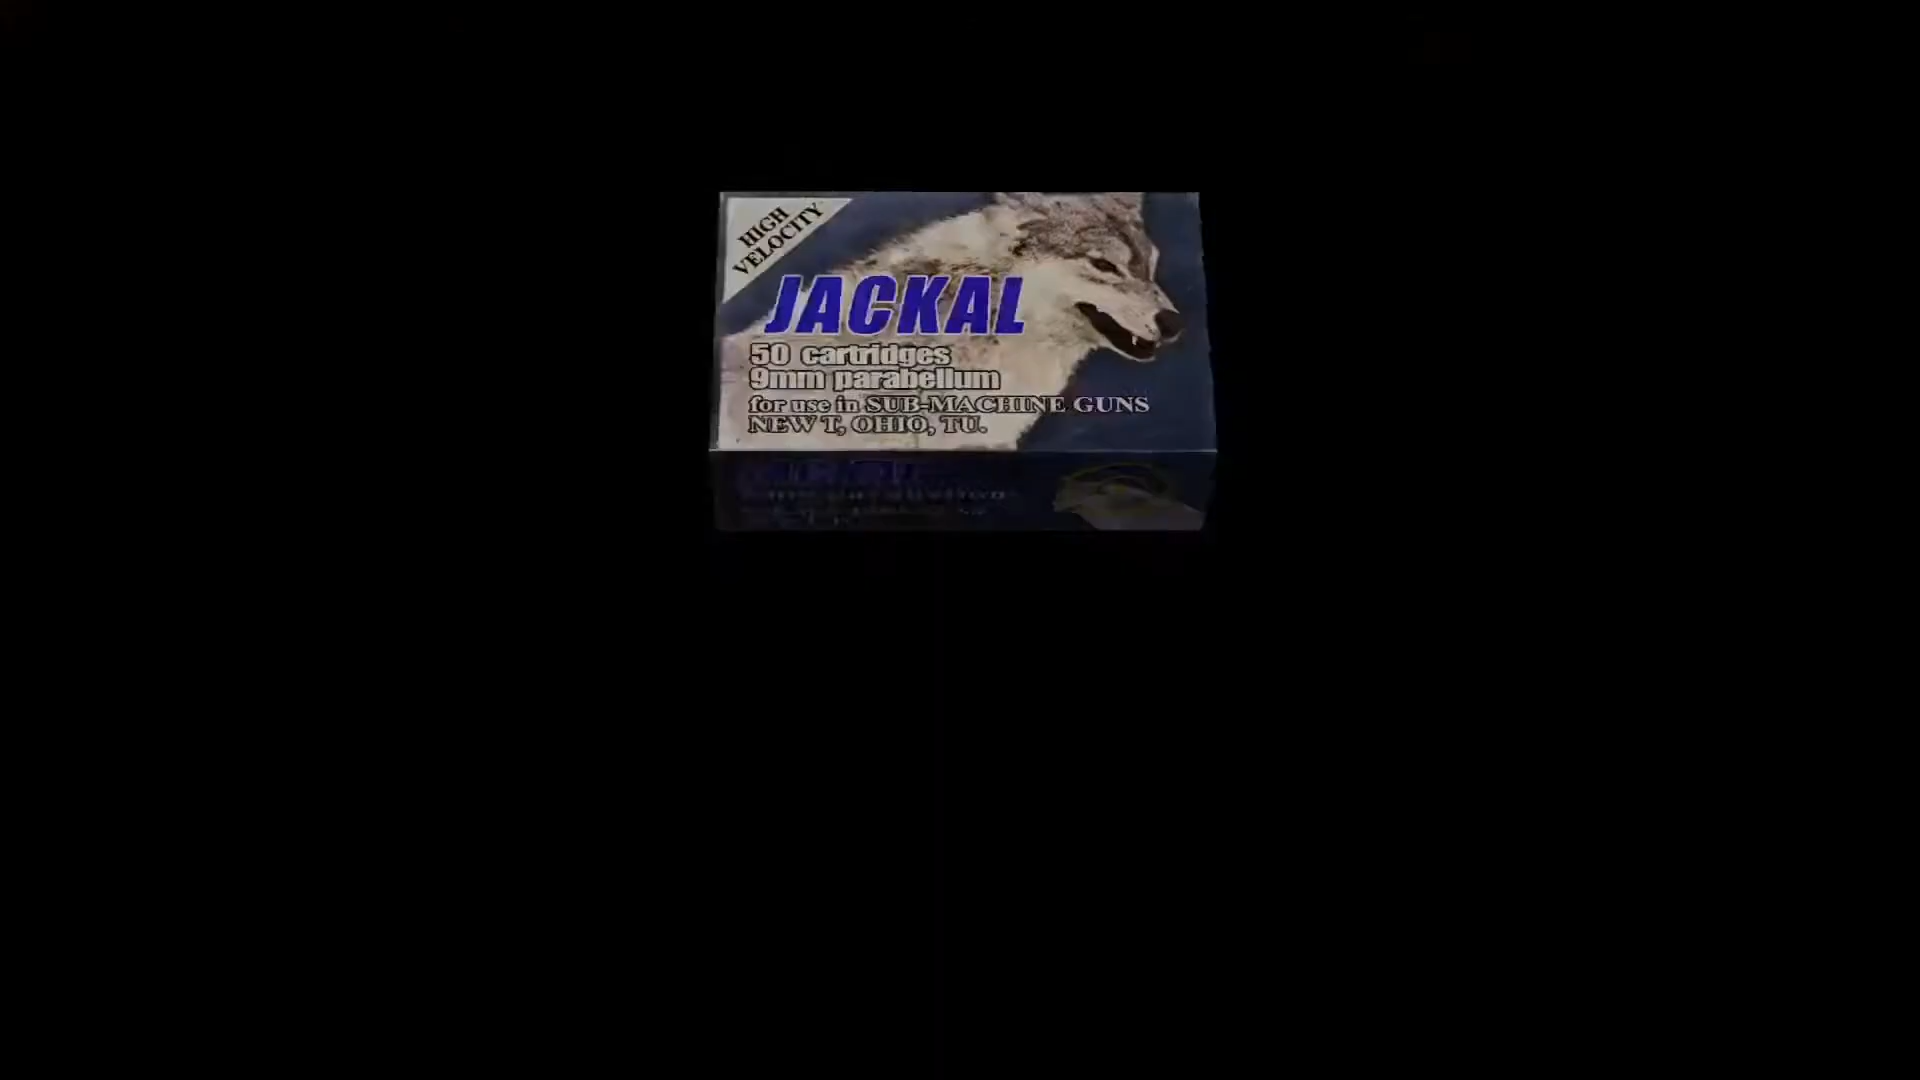 HIGH
VELOCITY
JACKAL
50 cartridges
9mm parabellum
for use in SUB-MACHINE GUNS
NEW T, OHIO, TU.